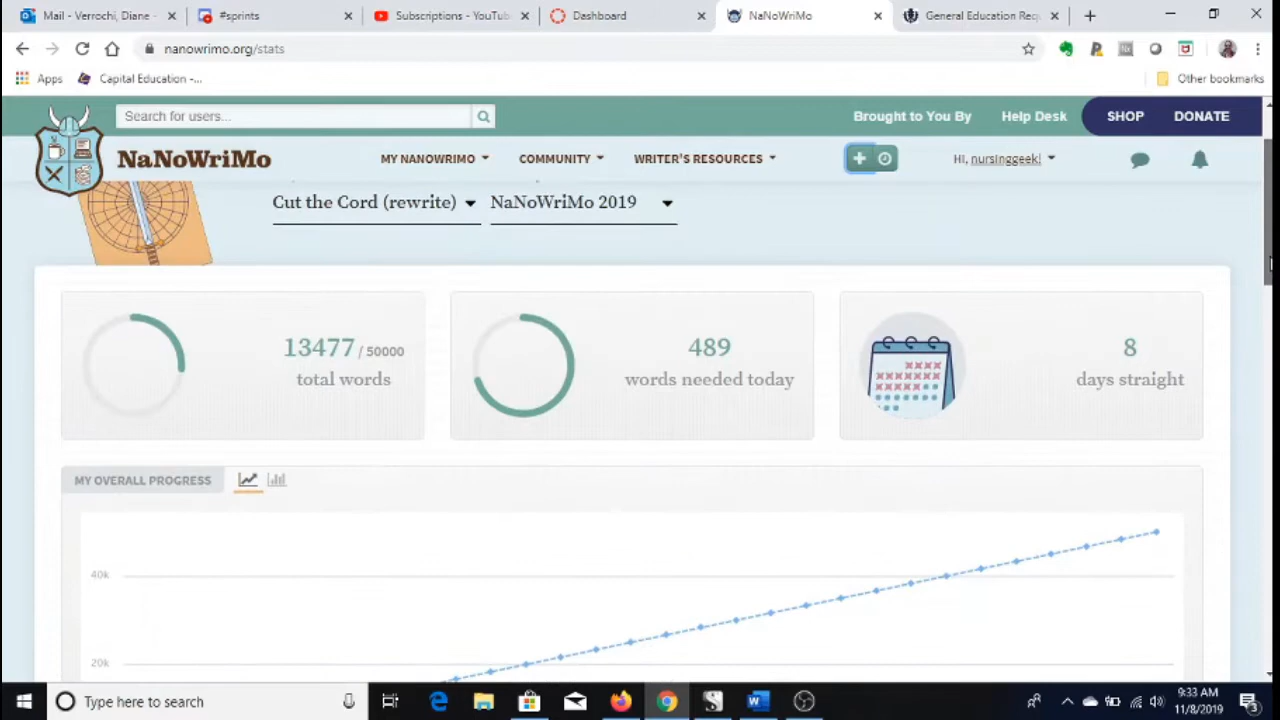 Mail - Verrochi, Diane -
#sprints
Subscriptions - YouTub
Dashboard
NaNoWriMo
General Education Req
nanowrimo.org/stats
Apps
Capital Education -...
Other bookmarks
Search for users...
Brought to You By
Help Desk
SHOP
DONATE
NaNoWriMo
MY NANOWRIMO
COMMUNITY
WRITER'S RESOURCES
Hi, nursinggeek!
Cut the Cord (rewrite)
NaNoWriMo 2019
13477 / 50000
total words
489
words needed today
8
days straight
MY OVERALL PROGRESS
40k
20k
Type here to search
9:33 AM
11/8/2019
3